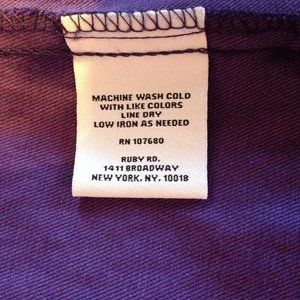 MACHINE WASH COLD
WITH LIKE COLORS
LINE DRY
LOW IRON AS NEEDED
RN 107680
RUBY RD.
1411 BROADWAY
NEW YORK, NY. 10018